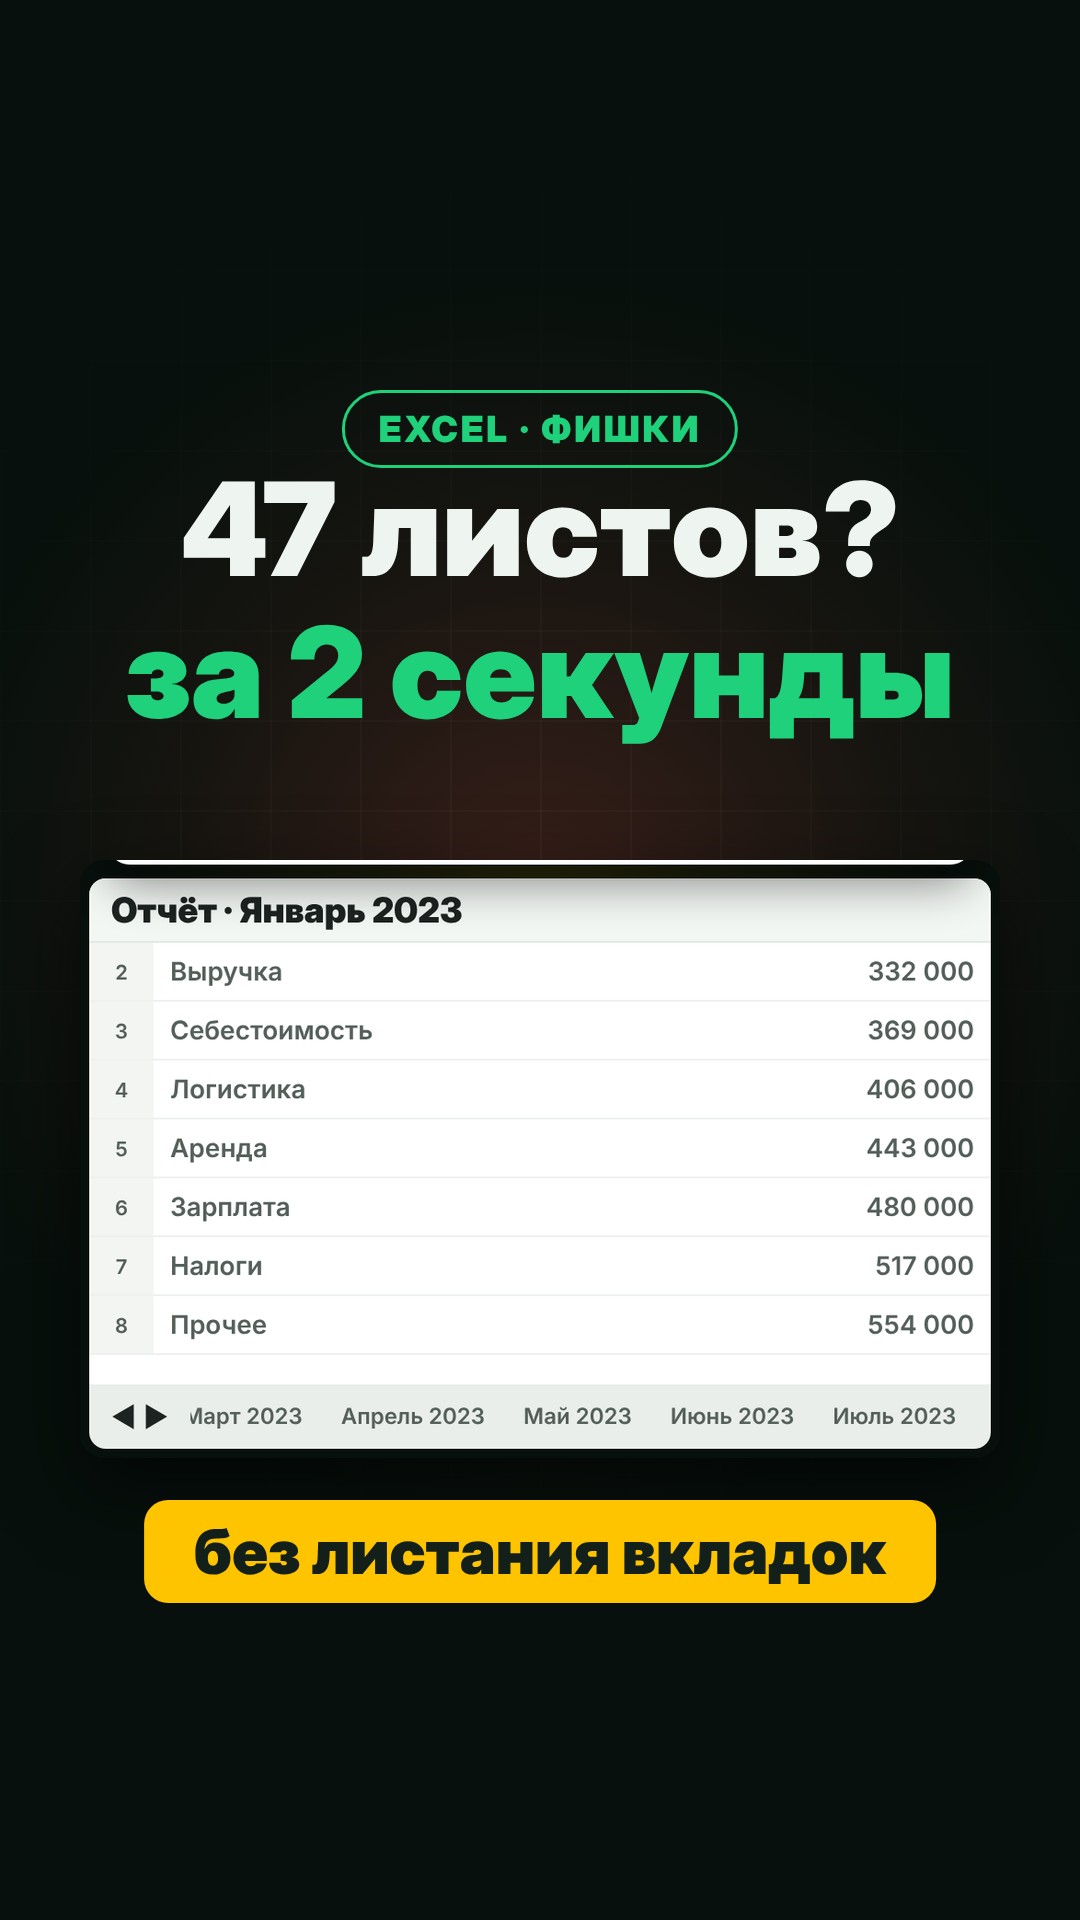 EXCEL · ФИШКИ
47 листов?
за 2 секунды
Отчёт · Январь 2023
2 Выручка 332 000
3 Себестоимость 369 000
4 Логистика 406 000
5 Аренда 443 000
6 Зарплата 480 000
7 Налоги 517 000
8 Прочее 554 000
Март 2023 Апрель 2023 Май 2023 Июнь 2023 Июль 2023
без листания вкладок